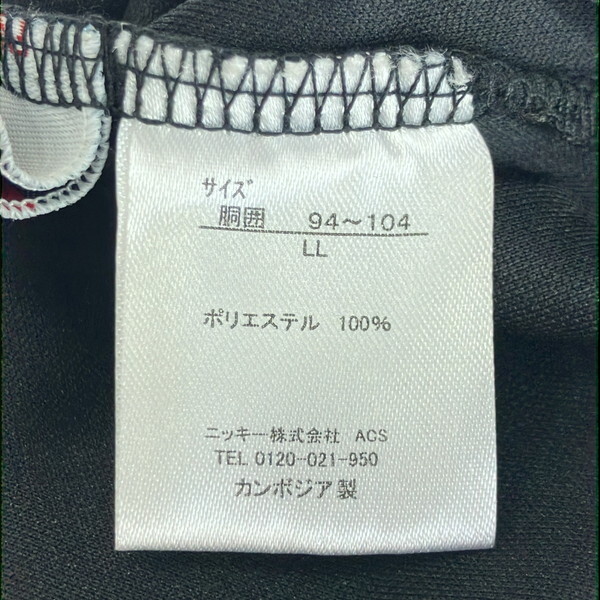 サイズ
胴囲 94〜104
LL
ポリエステル 100%
ニッキー株式会社 ACS
TEL 0120-021-950
カンボジア製